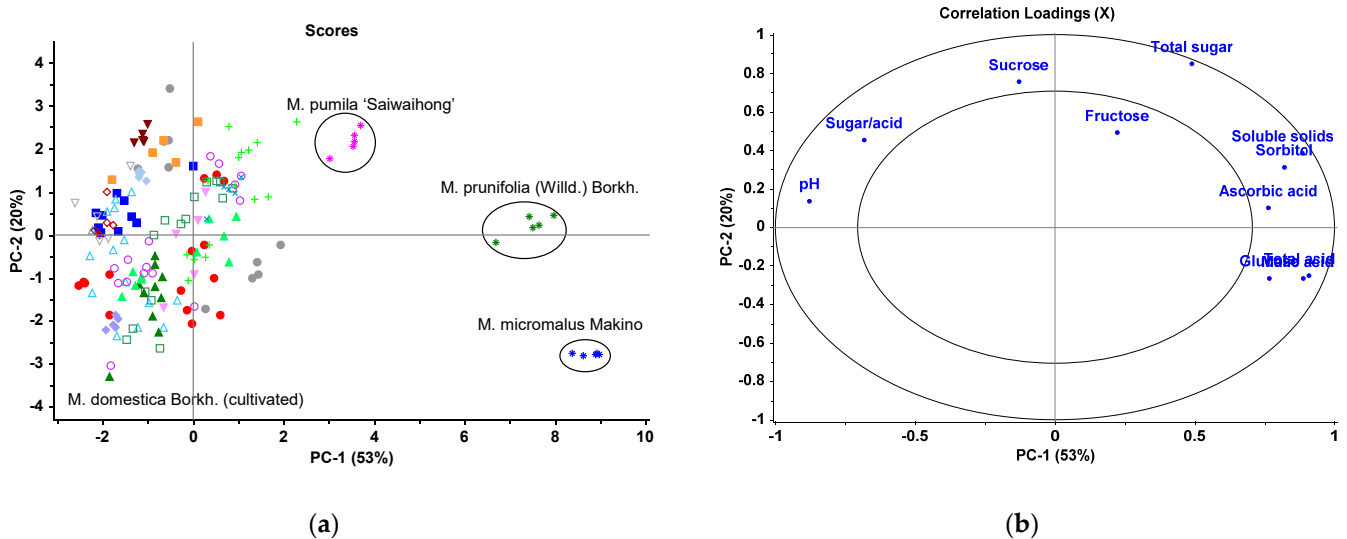 Scores
M. pumila ‘Saiwaihong’
M. prunifolia (Willd.) Borkh.
M. micromalus Makino
M. domestica Borkh. (cultivated)
PC-2 (20%)
4
3
2
1
0
-1
-2
-3
-4
-2
0
2
4
6
8
10
PC-1 (53%)
(a)
Correlation Loadings (X)
Total sugar
Sucrose
Fructose
Sugar/acid
Soluble solids
Sorbitol
pH
Ascorbic acid
Total acid
PC-2 (20%)
1
0.8
0.6
0.4
0.2
0
-0.2
-0.4
-0.6
-0.8
-1
-1
-0.5
0
0.5
1
PC-1 (53%)
(b)